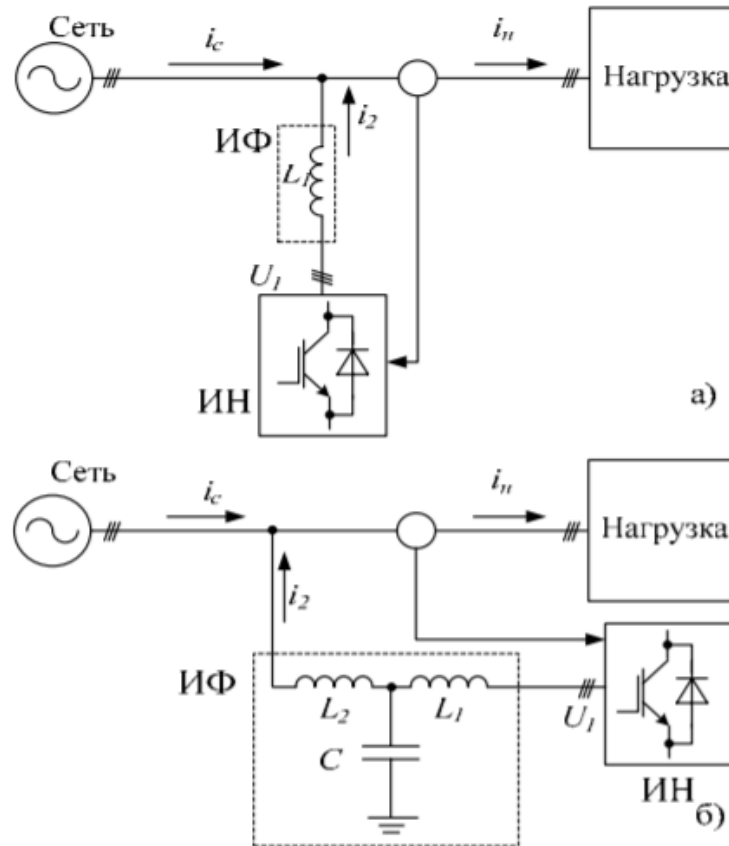 Сеть
i_c
i_н
Нагрузка
i_2
ИФ
L_1
U_1
ИН
а)
Сеть
i_c
i_н
Нагрузка
i_2
ИФ
L_2
L_1
U_1
C
ИН
б)